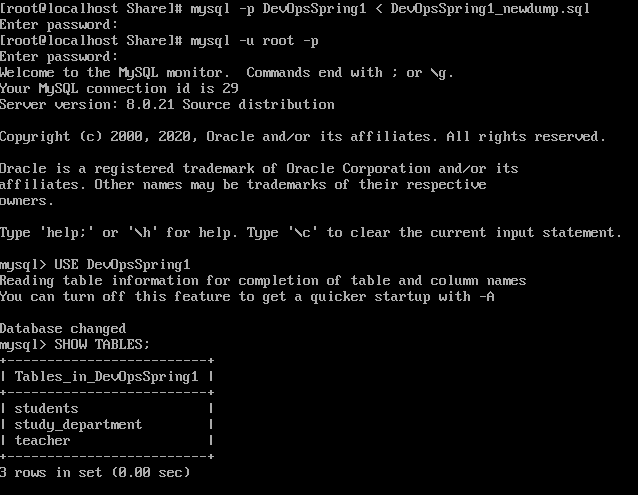 [root@localhost Share]# mysql -p DevOpsSpring1 < DevOpsSpring1_newdump.sql
Enter password:
[root@localhost Share]# mysql -u root -p
Enter password:
Welcome to the MySQL monitor.  Commands end with ; or \g.
Your MySQL connection id is 29
Server version: 8.0.21 Source distribution

Copyright (c) 2000, 2020, Oracle and/or its affiliates. All rights reserved.

Oracle is a registered trademark of Oracle Corporation and/or its
affiliates. Other names may be trademarks of their respective
owners.

Type 'help;' or '\h' for help. Type '\c' to clear the current input statement.

mysql> USE DevOpsSpring1
Reading table information for completion of table and column names
You can turn off this feature to get a quicker startup with -A

Database changed
mysql> SHOW TABLES;
+-------------------------+
| Tables_in_DevOpsSpring1 |
+-------------------------+
| students                |
| study_department        |
| teacher                 |
+-------------------------+
3 rows in set (0.00 sec)